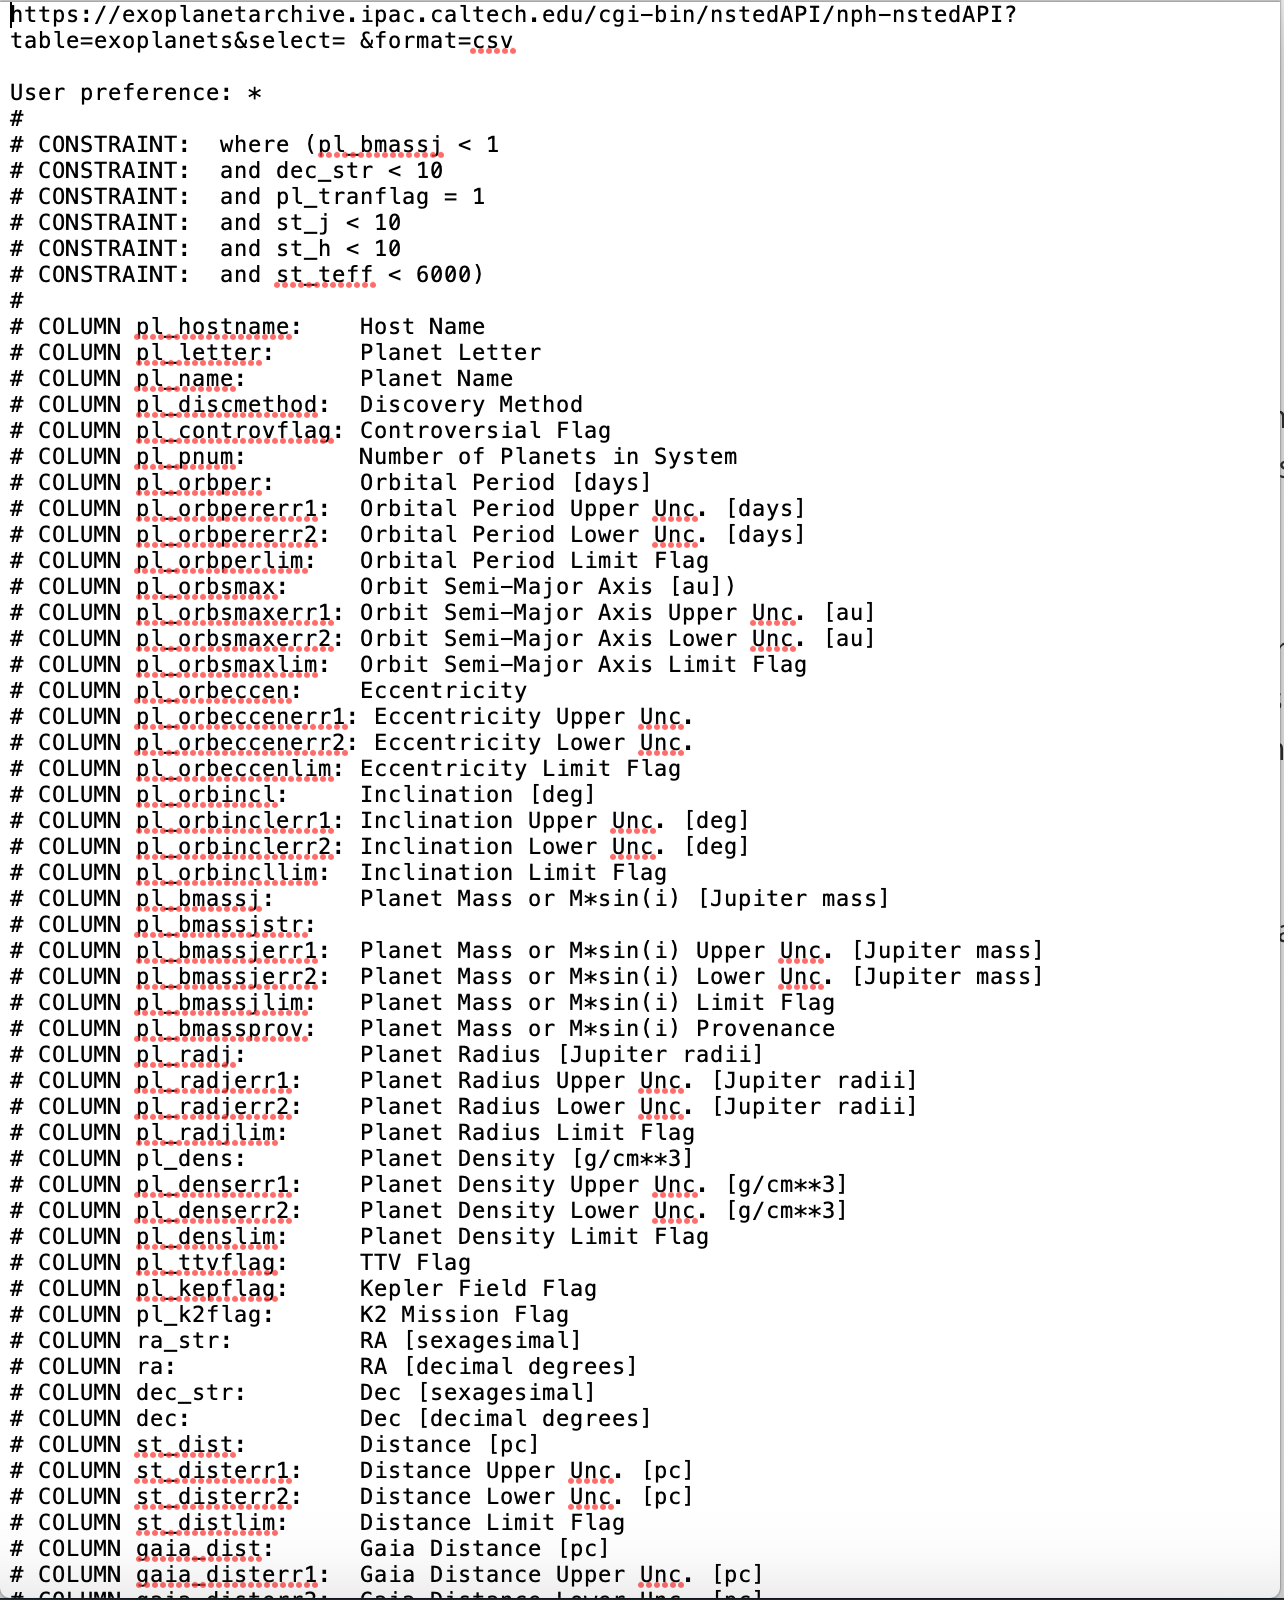 https://exoplanetarchive.ipac.caltech.edu/cgi-bin/nstedAPI/nph-nstedAPI?
table=exoplanets&select= &format=csv
User preference: *
#
# CONSTRAINT:  where (pl_bmassj < 1
# CONSTRAINT:  and dec_str < 10
# CONSTRAINT:  and pl_tranflag = 1
# CONSTRAINT:  and st_j < 10
# CONSTRAINT:  and st_h < 10
# CONSTRAINT:  and st_teff < 6000)
#
# COLUMN pl_hostname:    Host Name
# COLUMN pl_letter:      Planet Letter
# COLUMN pl_name:        Planet Name
# COLUMN pl_discmethod:  Discovery Method
# COLUMN pl_controvflag: Controversial Flag
# COLUMN pl_pnum:        Number of Planets in System
# COLUMN pl_orbper:      Orbital Period [days]
# COLUMN pl_orbpererr1:  Orbital Period Upper Unc. [days]
# COLUMN pl_orbpererr2:  Orbital Period Lower Unc. [days]
# COLUMN pl_orbperlim:   Orbital Period Limit Flag
# COLUMN pl_orbsmax:     Orbit Semi-Major Axis [au])
# COLUMN pl_orbsmaxerr1: Orbit Semi-Major Axis Upper Unc. [au]
# COLUMN pl_orbsmaxerr2: Orbit Semi-Major Axis Lower Unc. [au]
# COLUMN pl_orbsmaxlim:  Orbit Semi-Major Axis Limit Flag
# COLUMN pl_orbeccen:    Eccentricity
# COLUMN pl_orbeccenerr1: Eccentricity Upper Unc.
# COLUMN pl_orbeccenerr2: Eccentricity Lower Unc.
# COLUMN pl_orbeccenlim: Eccentricity Limit Flag
# COLUMN pl_orbincl:     Inclination [deg]
# COLUMN pl_orbinclerr1: Inclination Upper Unc. [deg]
# COLUMN pl_orbinclerr2: Inclination Lower Unc. [deg]
# COLUMN pl_orbincllim:  Inclination Limit Flag
# COLUMN pl_bmassj:      Planet Mass or M*sin(i) [Jupiter mass]
# COLUMN pl_bmassjstr:
# COLUMN pl_bmassjerr1:  Planet Mass or M*sin(i) Upper Unc. [Jupiter mass]
# COLUMN pl_bmassjerr2:  Planet Mass or M*sin(i) Lower Unc. [Jupiter mass]
# COLUMN pl_bmassjlim:   Planet Mass or M*sin(i) Limit Flag
# COLUMN pl_bmassprov:   Planet Mass or M*sin(i) Provenance
# COLUMN pl_radj:        Planet Radius [Jupiter radii]
# COLUMN pl_radjerr1:    Planet Radius Upper Unc. [Jupiter radii]
# COLUMN pl_radjerr2:    Planet Radius Lower Unc. [Jupiter radii]
# COLUMN pl_radjlim:     Planet Radius Limit Flag
# COLUMN pl_dens:        Planet Density [g/cm**3]
# COLUMN pl_denserr1:    Planet Density Upper Unc. [g/cm**3]
# COLUMN pl_denserr2:    Planet Density Lower Unc. [g/cm**3]
# COLUMN pl_denslim:     Planet Density Limit Flag
# COLUMN pl_ttvflag:     TTV Flag
# COLUMN pl_kepflag:     Kepler Field Flag
# COLUMN pl_k2flag:      K2 Mission Flag
# COLUMN ra_str:         RA [sexagesimal]
# COLUMN ra:             RA [decimal degrees]
# COLUMN dec_str:        Dec [sexagesimal]
# COLUMN dec:            Dec [decimal degrees]
# COLUMN st_dist:        Distance [pc]
# COLUMN st_disterr1:    Distance Upper Unc. [pc]
# COLUMN st_disterr2:    Distance Lower Unc. [pc]
# COLUMN st_distlim:     Distance Limit Flag
# COLUMN gaia_dist:      Gaia Distance [pc]
# COLUMN gaia_disterr1:  Gaia Distance Upper Unc. [pc]